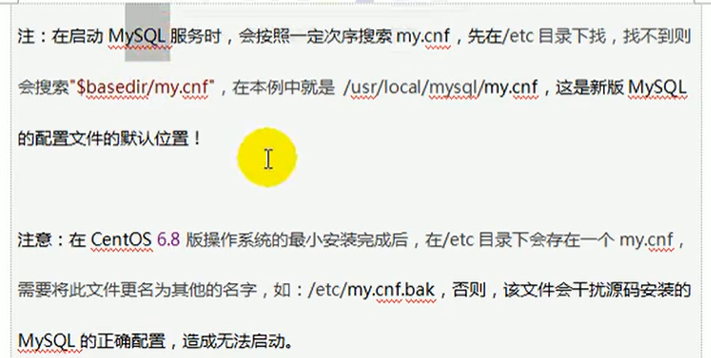 注：在启动 MySQL 服务时，会按照一定次序搜索 my.cnf，先在/etc 目录下找，找不到则
会搜索"$basedir/my.cnf"，在本例中就是 /usr/local/mysql/my.cnf，这是新版 MySQL
的配置文件的默认位置！
注意：在 CentOS 6.8 版操作系统的最小安装完成后，在/etc 目录下会存在一个 my.cnf，
需要将此文件更名为其他的名字，如：/etc/my.cnf.bak，否则，该文件会干扰源码安装的
MySQL 的正确配置，造成无法启动。